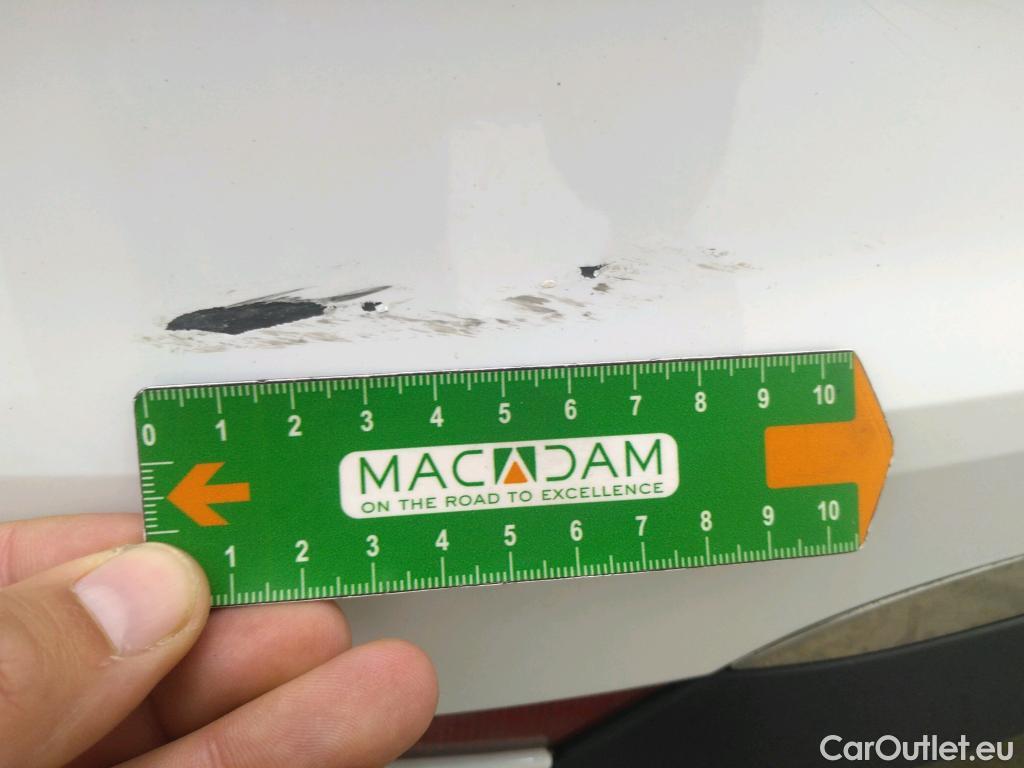 0 1 2 3 4 5 6 7 8 9 10
MACADAM
ON THE ROAD TO EXCELLENCE
1 2 3 4 5 6 7 8 9 10
CarOutlet.eu